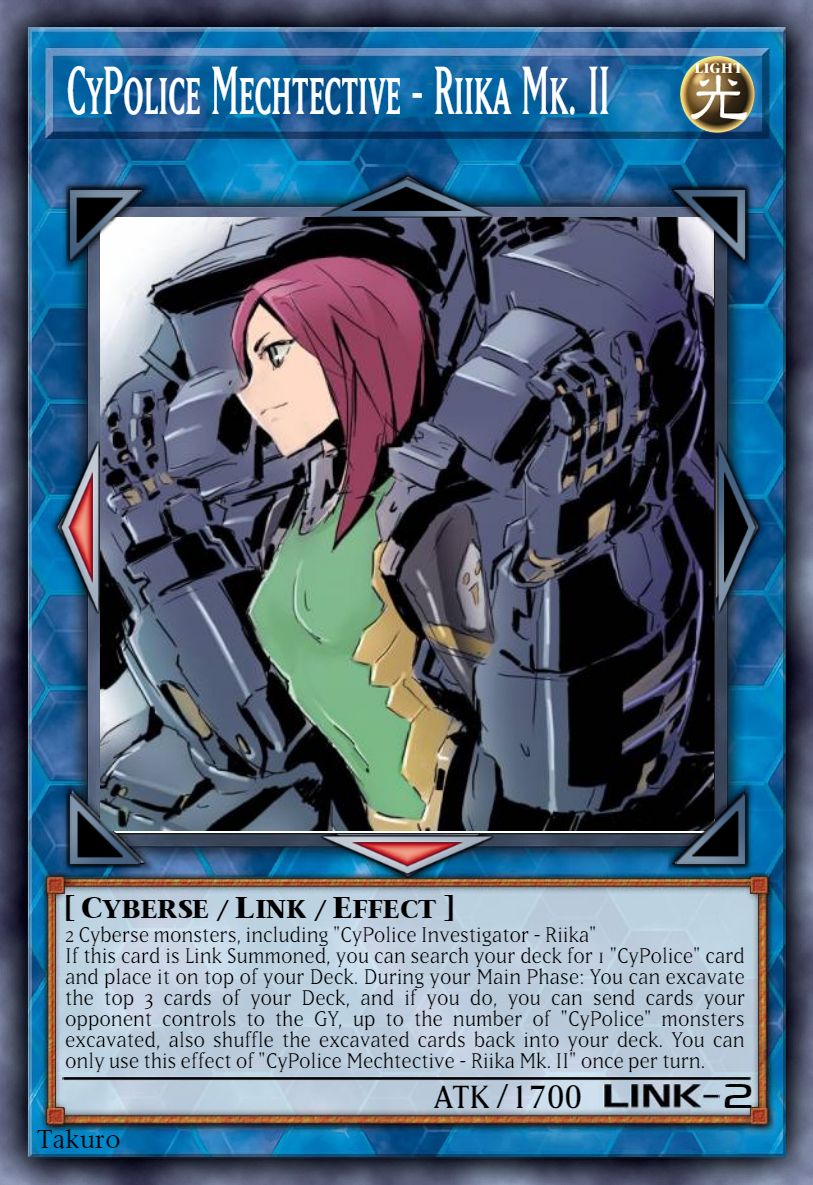 CyPolice Mechtective - Riika Mk. II
LIGHT
光
[ Cyberse / Link / Effect ]
2 Cyberse monsters, including "CyPolice Investigator - Riika"
If this card is Link Summoned, you can search your deck for 1 "CyPolice" card
and place it on top of your Deck. During your Main Phase: You can excavate
the top 3 cards of your Deck, and if you do, you can send cards your
opponent controls to the GY, up to the number of "CyPolice" monsters
excavated, also shuffle the excavated cards back into your deck. You can
only use this effect of "CyPolice Mechtective - Riika Mk. II" once per turn.
ATK / 1700 LINK-2
Takuro